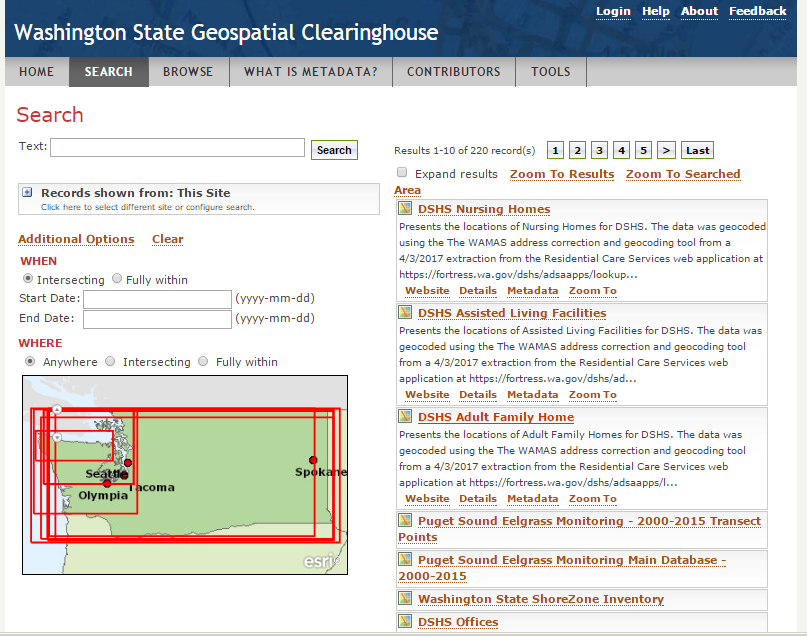 Login Help About Feedback
Washington State Geospatial Clearinghouse
HOME SEARCH BROWSE WHAT IS METADATA? CONTRIBUTORS TOOLS
Search
Text: Search
Records shown from: This Site
Click here to select different site or configure search.
Additional Options Clear
WHEN
Intersecting Fully within
Start Date: (yyyy-mm-dd)
End Date: (yyyy-mm-dd)
WHERE
Anywhere Intersecting Fully within
Seattle
Spokane
Tacoma
Olympia
esri
Results 1-10 of 220 record(s) 1 2 3 4 5 > Last
Expand results Zoom To Results Zoom To Searched
Area
DSHS Nursing Homes
Presents the locations of Nursing Homes for DSHS. The data was geocoded
using the The WAMAS address correction and geocoding tool from a
4/3/2017 extraction from the Residential Care Services web application at
https://fortress.wa.gov/dshs/adsaapps/lookup...
Website Details Metadata Zoom To
DSHS Assisted Living Facilities
Presents the locations of Assisted Living Facilities for DSHS. The data was
geocoded using the The WAMAS address correction and geocoding tool
from a 4/3/2017 extraction from the Residential Care Services web
application at https://fortress.wa.gov/dshs/ad...
Website Details Metadata Zoom To
DSHS Adult Family Home
Presents the locations of Adult Family Homes for DSHS. The data was
geocoded using the The WAMAS address correction and geocoding tool
from a 4/3/2017 extraction from the Residential Care Services web
application at https://fortress.wa.gov/dshs/adsaapps/l...
Website Details Metadata Zoom To
Puget Sound Eelgrass Monitoring - 2000-2015 Transect
Points
Puget Sound Eelgrass Monitoring Main Database -
2000-2015
Washington State ShoreZone Inventory
DSHS Offices